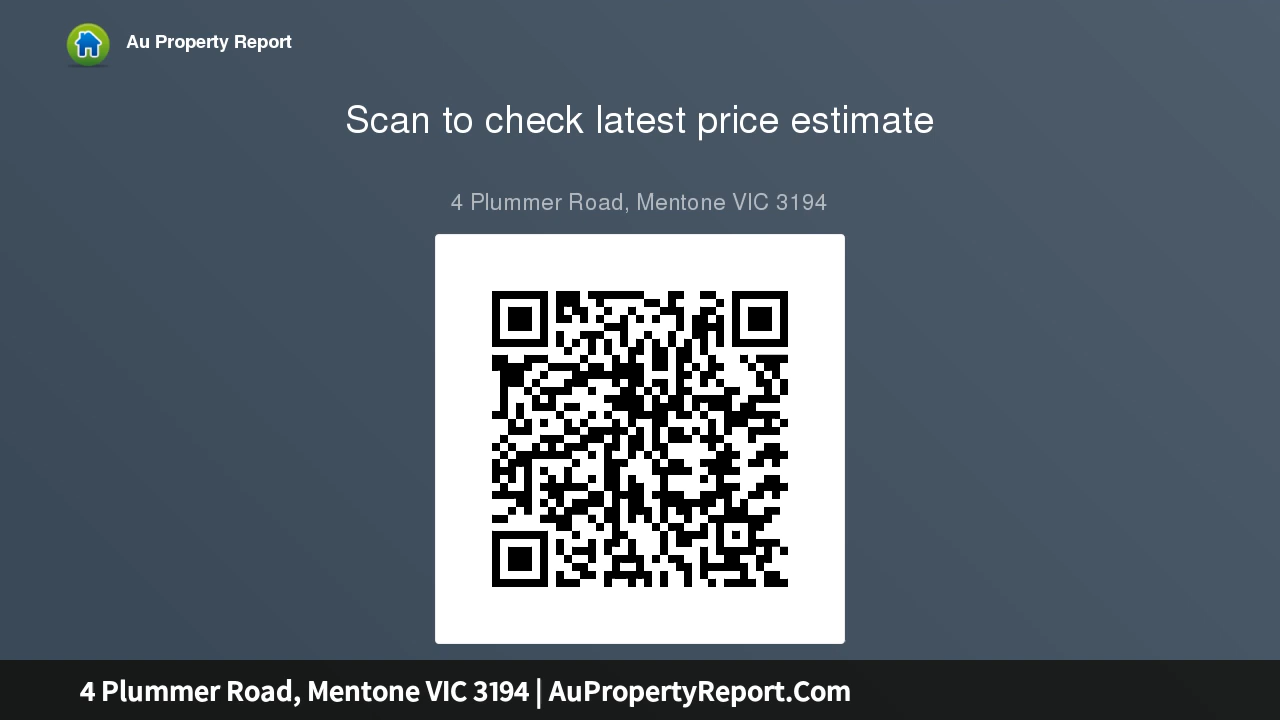 Au Property Report
Scan to check latest price estimate
4 Plummer Road, Mentone VIC 3194
4 Plummer Road, Mentone VIC 3194 | AuPropertyReport.Com